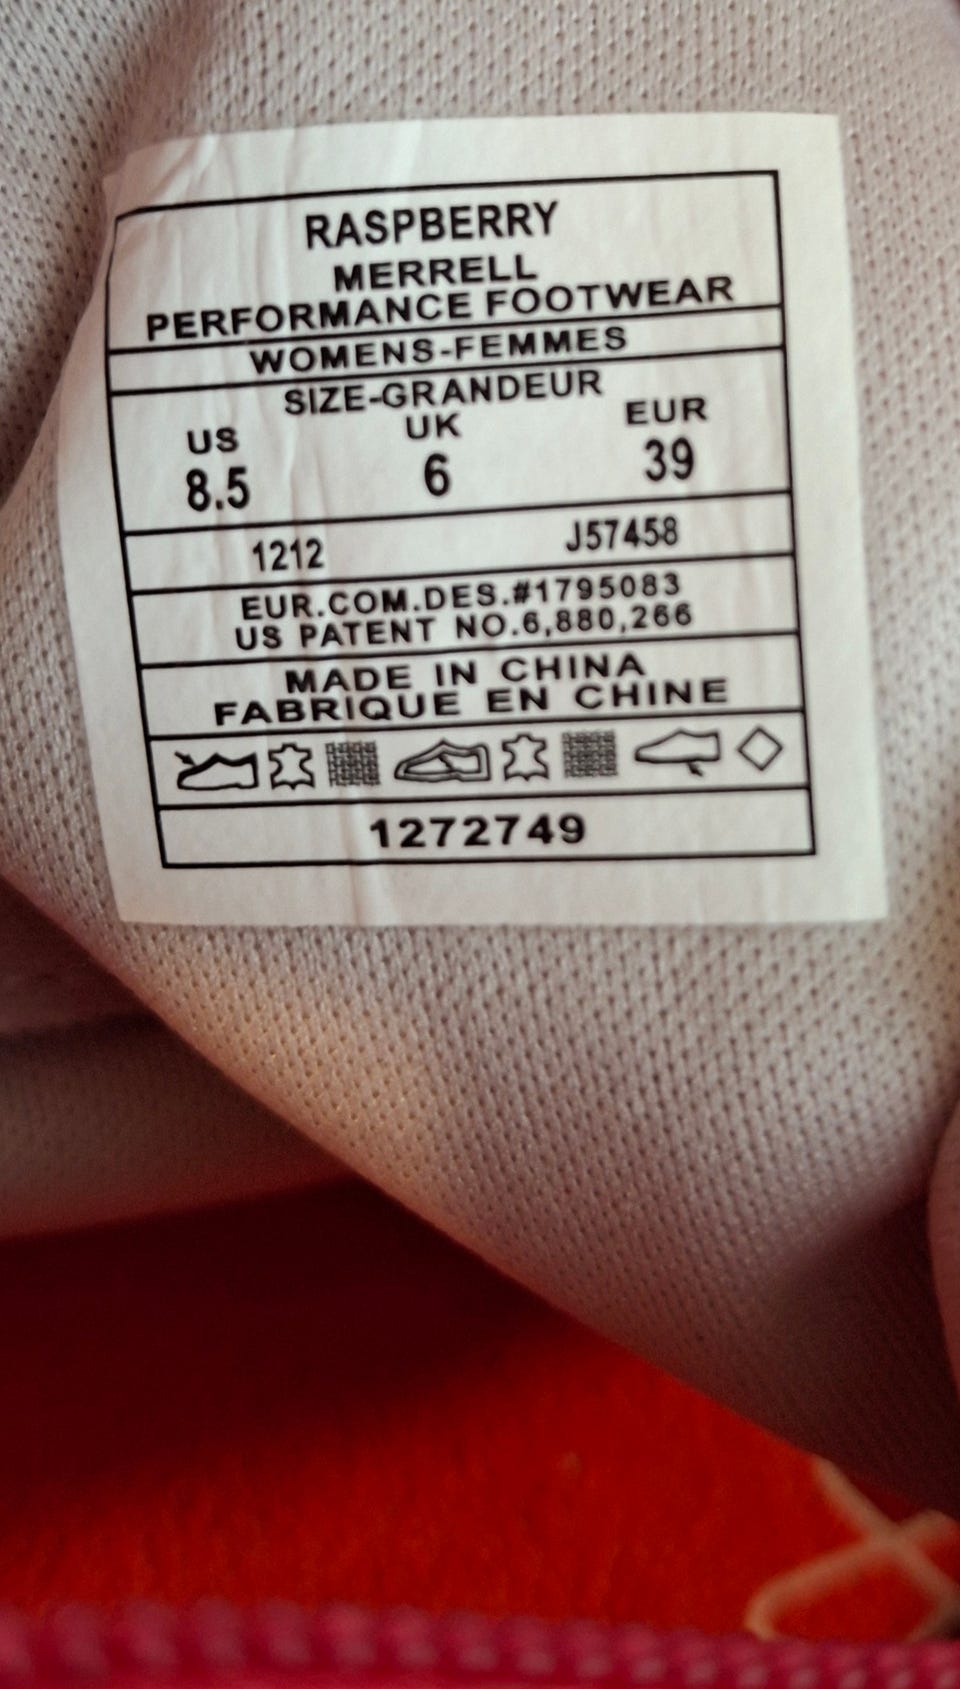 RASPBERRY
MERRELL
PERFORMANCE FOOTWEAR
WOMENS-FEMMES
SIZE-GRANDEUR
US UK EUR
8.5 6 39
1212 J57458
EUR.COM.DES.#1795083
US PATENT NO.6,880,266
MADE IN CHINA
FABRIQUE EN CHINE
1272749